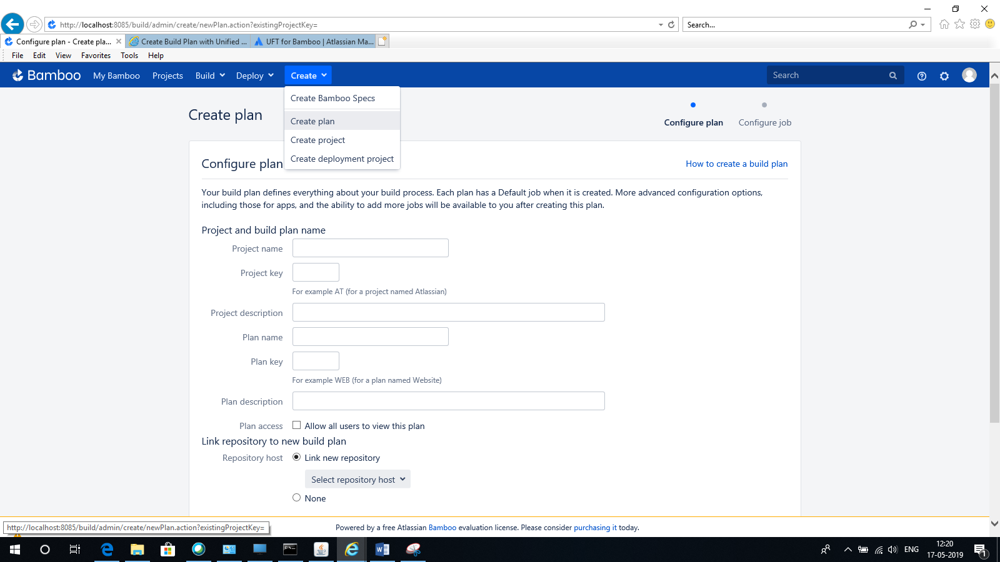 http://localhost:8085/build/admin/create/newPlan.action?existingProjectKey=
Search...
Configure plan - Create pla...
Create Build Plan with Unified ...
UFT for Bamboo | Atlassian Ma...
File Edit View Favorites Tools Help
Bamboo My Bamboo Projects Build Deploy Create Search
Create Bamboo Specs
Create plan
Create project
Create deployment project
Create plan
Configure plan Configure job
Configure plan
How to create a build plan
Your build plan defines everything about your build process. Each plan has a Default job when it is created. More advanced configuration options,
including those for apps, and the ability to add more jobs will be available to you after creating this plan.
Project and build plan name
Project name
Project key
For example AT (for a project named Atlassian)
Project description
Plan name
Plan key
For example WEB (for a plan named Website)
Plan description
Plan access Allow all users to view this plan
Link repository to new build plan
Repository host Link new repository
Select repository host
None
http://localhost:8085/build/admin/create/newPlan.action?existingProjectKey=
Powered by a free Atlassian Bamboo evaluation license. Please consider purchasing it today.
ENG
12:20
17-05-2019
1